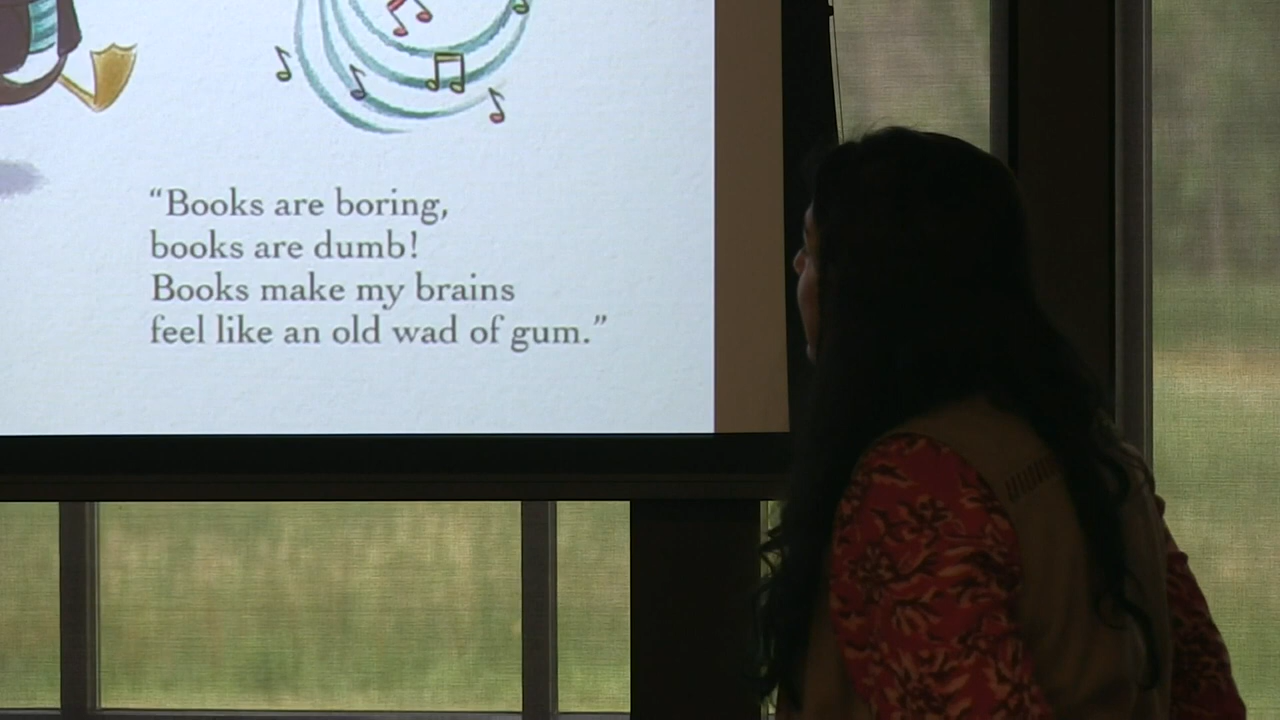 “Books are boring,
books are dumb!
Books make my brains
feel like an old wad of gum.”